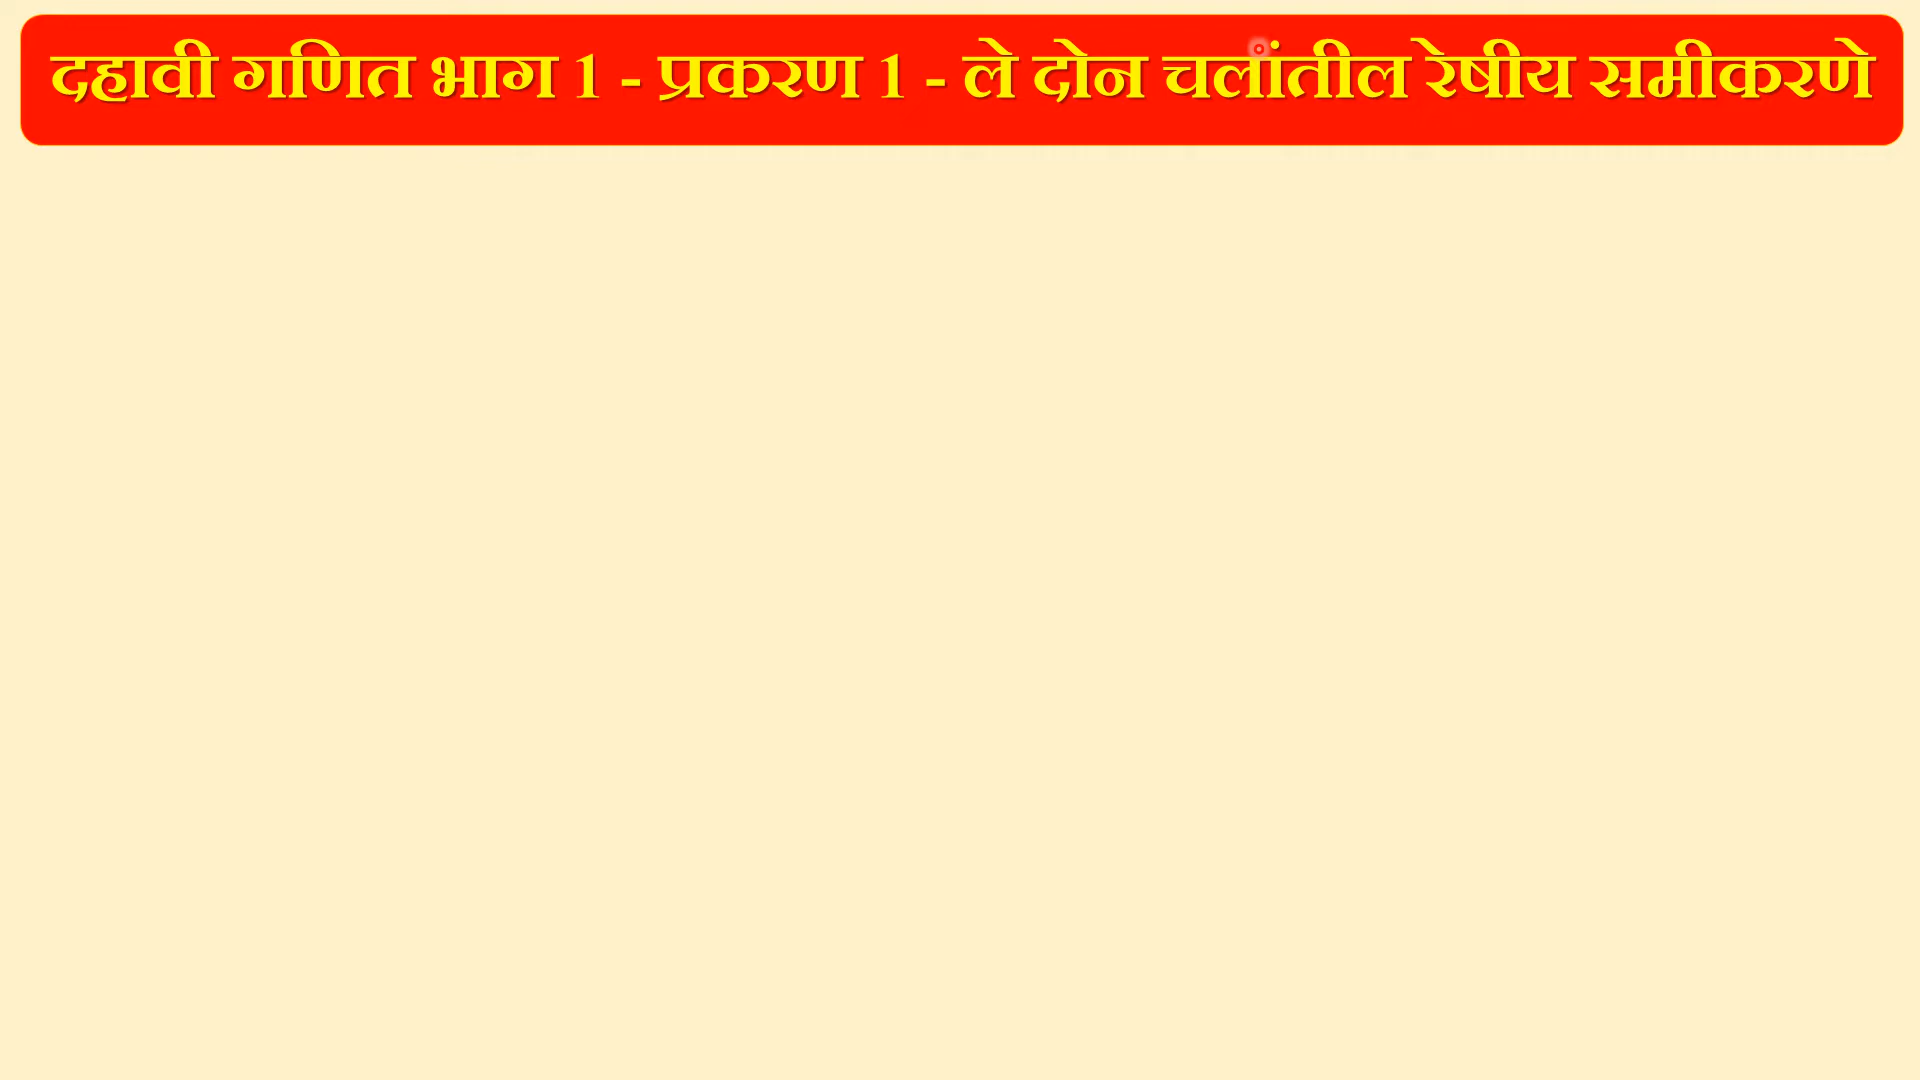 दहावी गणित भाग 1 - प्रकरण 1 - ले दोन चलांतील रेषीय समीकरणे